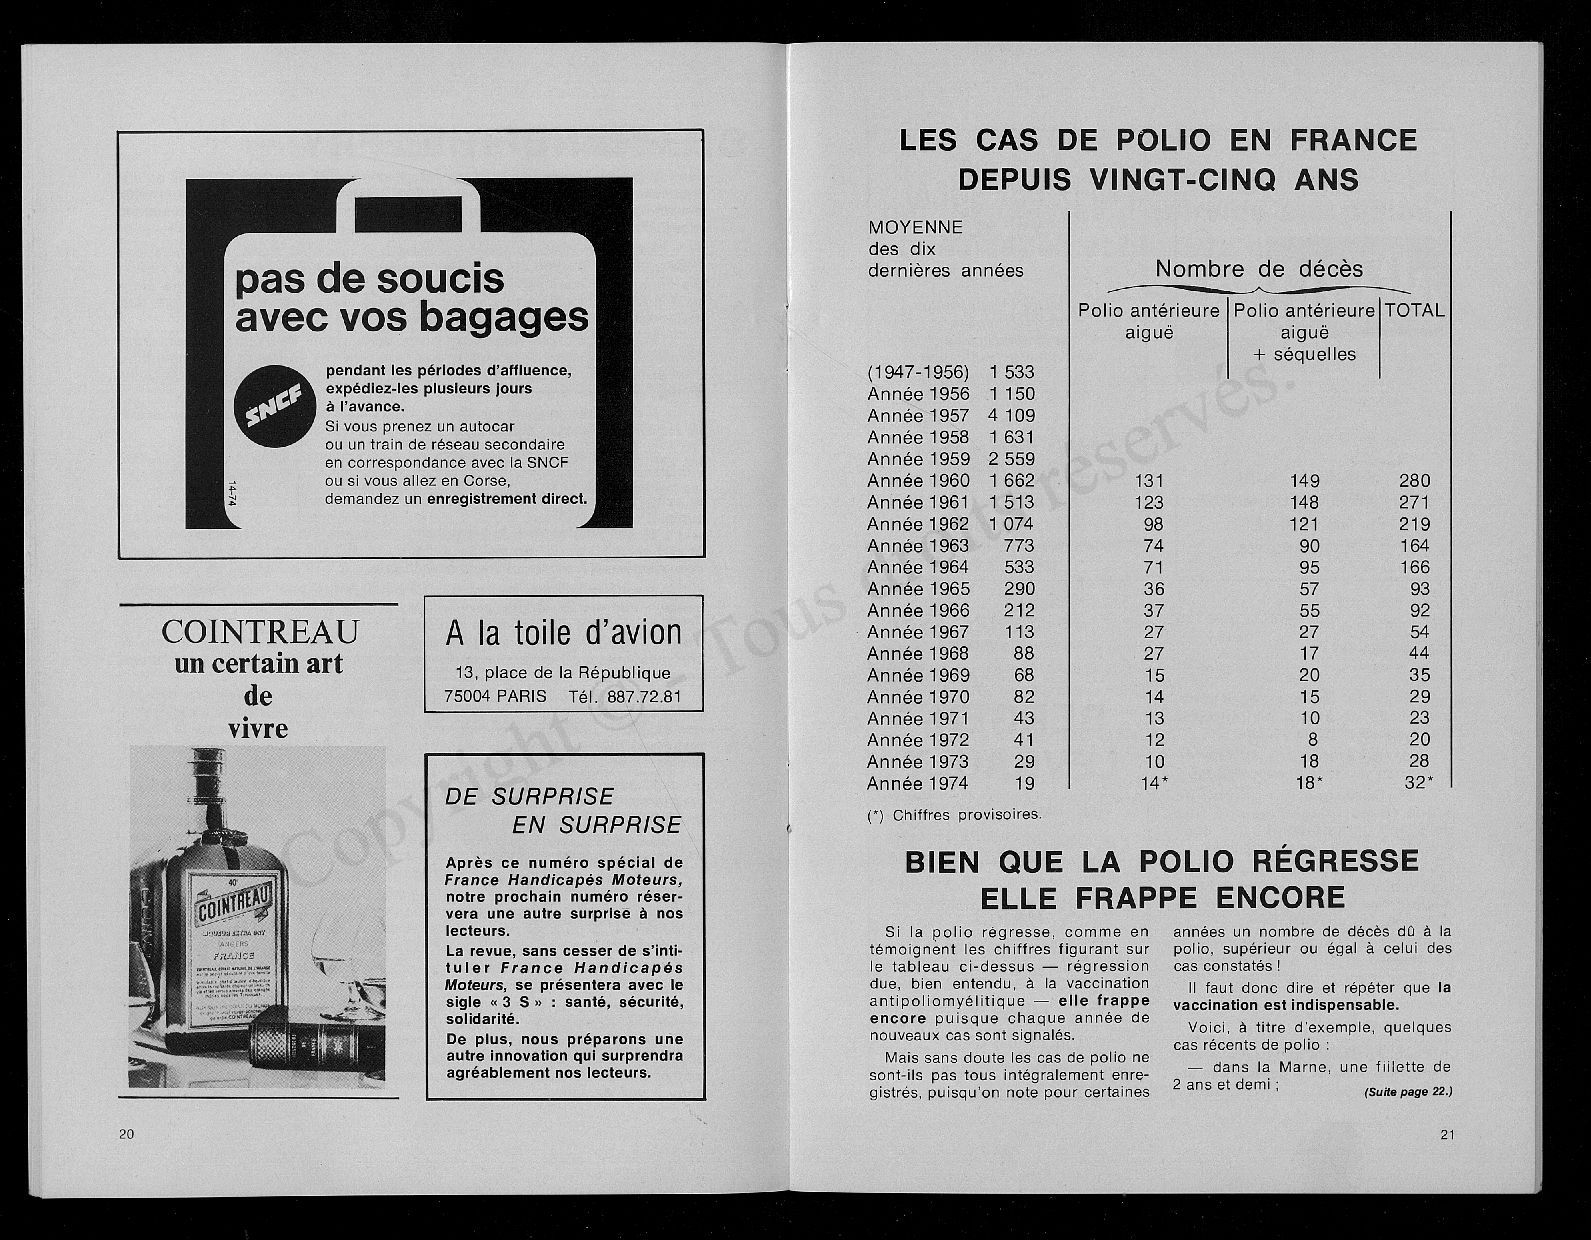 pas de soucis
avec vos bagages
SNCF
pendant les périodes d'affluence,
expédiez-les plusieurs jours
à l'avance.
Si vous prenez un autocar
ou un train de réseau secondaire
en correspondance avec la SNCF
ou si vous allez en Corse,
demandez un enregistrement direct.
14-74
COINTREAU
un certain art
de
vivre
40°
COINTREAU
ANGERS
FRANCE
A la toile d'avion
13, place de la République
75004 PARIS Tél. 887.72.81
DE SURPRISE
EN SURPRISE
Après ce numéro spécial de
France Handicapés Moteurs,
notre prochain numéro réser-
vera une autre surprise à nos
lecteurs.
La revue, sans cesser de s'inti-
tuler France Handicapés
Moteurs, se présentera avec le
sigle « 3 S » : santé, sécurité,
solidarité.
De plus, nous préparons une
autre innovation qui surprendra
agréablement nos lecteurs.
20
LES CAS DE POLIO EN FRANCE
DEPUIS VINGT-CINQ ANS
MOYENNE
des dix
dernières années
Nombre de décès
Polio antérieure aiguë
Polio antérieure aiguë + séquelles
TOTAL
(1947-1956) 1 533
Année 1956 1 150
Année 1957 4 109
Année 1958 1 631
Année 1959 2 559
Année 1960 1 662 131 149 280
Année 1961 1 513 123 148 271
Année 1962 1 074 98 121 219
Année 1963 773 74 90 164
Année 1964 533 71 95 166
Année 1965 290 36 57 93
Année 1966 212 37 55 92
Année 1967 113 27 27 54
Année 1968 88 27 17 44
Année 1969 68 15 20 35
Année 1970 82 14 15 29
Année 1971 43 13 10 23
Année 1972 41 12 8 20
Année 1973 29 10 18 28
Année 1974 19 14* 18* 32*
(*) Chiffres provisoires.
BIEN QUE LA POLIO RÉGRESSE
ELLE FRAPPE ENCORE
Si la polio régresse, comme en
témoignent les chiffres figurant sur
le tableau ci-dessus — régression
due, bien entendu, à la vaccination
antipoliomyélitique — elle frappe
encore puisque chaque année de
nouveaux cas sont signalés.
Mais sans doute les cas de polio ne
sont-ils pas tous intégralement enre-
gistrés, puisqu'on note pour certaines
années un nombre de décès dû à la
polio, supérieur ou égal à celui des
cas constatés !
Il faut donc dire et répéter que la
vaccination est indispensable.
Voici, à titre d'exemple, quelques
cas récents de polio :
— dans la Marne, une fillette de
2 ans et demi ;
(Suite page 22.)
21
Copyright © - Tous droits réservés.